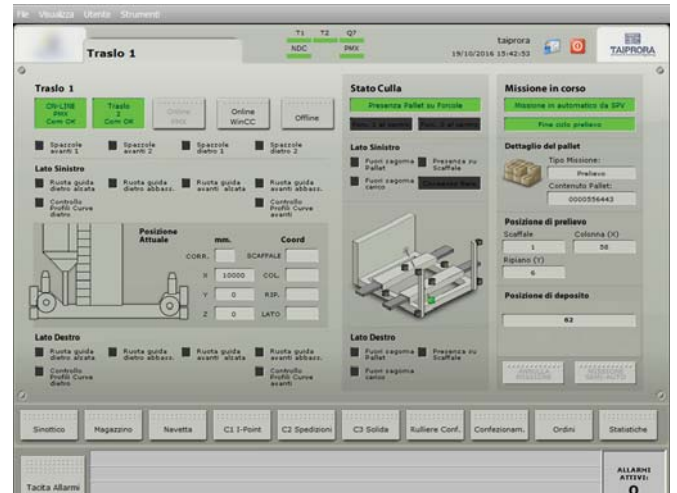 File Visualizza Utente Strumenti
Traslo 1
T1 T2 Q7
NDC PMX
taiprora
19/10/2016 15:42:53
TAIPRORA
Traslo 1
ON-LINE PMX Com OK
Traslo 2 Com OK
Online PMX
Online WinCC
Offline
Spazzole avanti 1
Spazzole avanti 2
Spazzole dietro 1
Spazzole dietro 2
Lato Sinistro
Ruota guida dietro alzata
Ruota guida dietro abbass.
Ruota guida avanti alzata
Ruota guida avanti abbass.
Controllo Profili Curve dietro
Controllo Profili Curve avanti
Posizione Attuale mm. Coord
CORR. SCAFFALE
X 10000 COL.
Y 0 RIP.
Z 0 LATO
Lato Destro
Ruota guida dietro alzata
Ruota guida dietro abbass.
Ruota guida avanti alzata
Ruota guida avanti abbass.
Controllo Profili Curve dietro
Controllo Profili Curve avanti
Stato Culla
Presenza Pallet su Forcole
Lato Sinistro
Fuori sagoma Pallet
Presenza su Scaffale
Fuori sagoma carico
Lato Destro
Fuori sagoma Pallet
Presenza su Scaffale
Fuori sagoma carico
Missione in corso
Missione in automatico da SPV
Fine ciclo prelievo
Dettaglio del pallet
Tipo Missione:
Prelievo
Contenuto Pallet:
0000556443
Posizione di prelievo
Scaffale Colonna (X)
1 58
Ripiano (Y)
6
Posizione di deposito
62
ANNULLA MISSIONE
MISSIONE SEMI-AUTO
Sinottico Magazzino Navetta C1 I-Point C2 Spedizioni C3 Solida Rulliere Conf. Confezionam. Ordini Statistiche
Tacita Allarmi
ALLARMI ATTIVI:
0